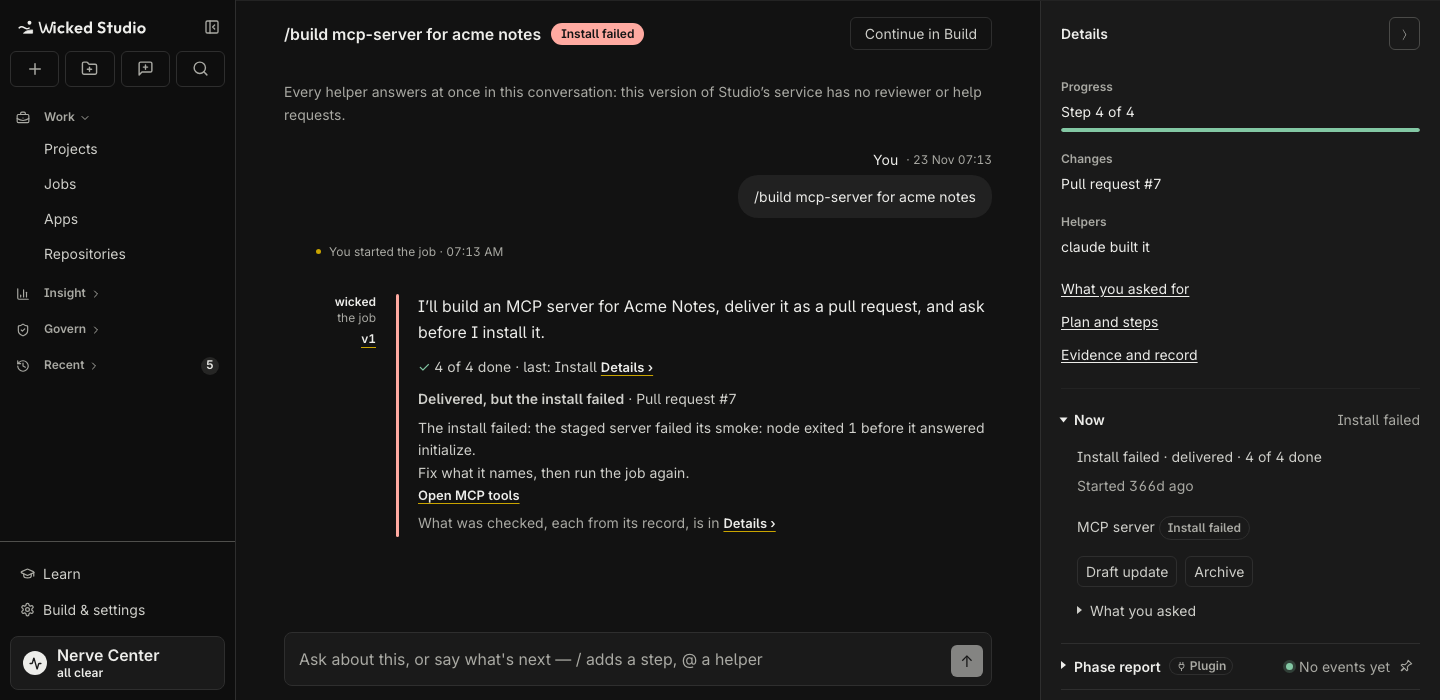 Wicked Studio
Work
Projects
Jobs
Apps
Repositories
Insight
Govern
Recent
5
Learn
Build & settings
Nerve Center
all clear
/build mcp-server for acme notes
Install failed
Continue in Build
Every helper answers at once in this conversation: this version of Studio's service has no reviewer or help
requests.
You · 23 Nov 07:13
/build mcp-server for acme notes
You started the job · 07:13 AM
wicked
the job
v1
I'll build an MCP server for Acme Notes, deliver it as a pull request, and ask
before I install it.
✓ 4 of 4 done · last: Install Details ›
Delivered, but the install failed · Pull request #7
The install failed: the staged server failed its smoke: node exited 1 before it answered
initialize.
Fix what it names, then run the job again.
Open MCP tools
What was checked, each from its record, is in Details ›
Ask about this, or say what's next — / adds a step, @ a helper
Details
Progress
Step 4 of 4
Changes
Pull request #7
Helpers
claude built it
What you asked for
Plan and steps
Evidence and record
Now
Install failed
Install failed · delivered · 4 of 4 done
Started 366d ago
MCP server
Install failed
Draft update
Archive
What you asked
Phase report
Plugin
No events yet